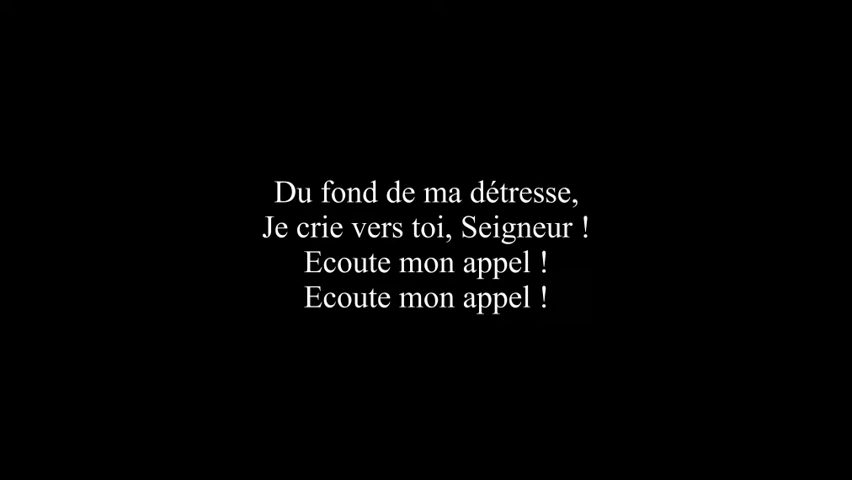 Du fond de ma détresse,
Je crie vers toi, Seigneur !
Ecoute mon appel !
Ecoute mon appel !